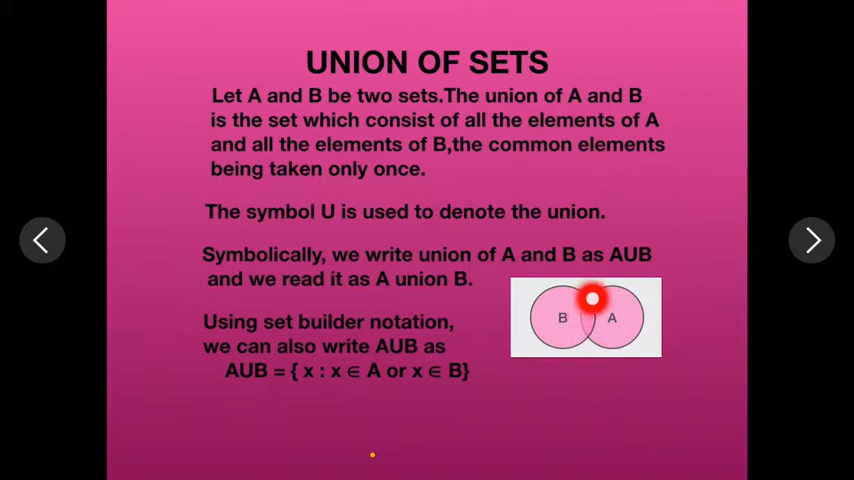 UNION OF SETS
Let A and B be two sets.The union of A and B
is the set which consist of all the elements of A
and all the elements of B,the common elements
being taken only once.
The symbol U is used to denote the union.
Symbolically, we write union of A and B as AUB
and we read it as A union B.
B A
Using set builder notation,
we can also write AUB as
AUB = { x : x ∈ A or x ∈ B}